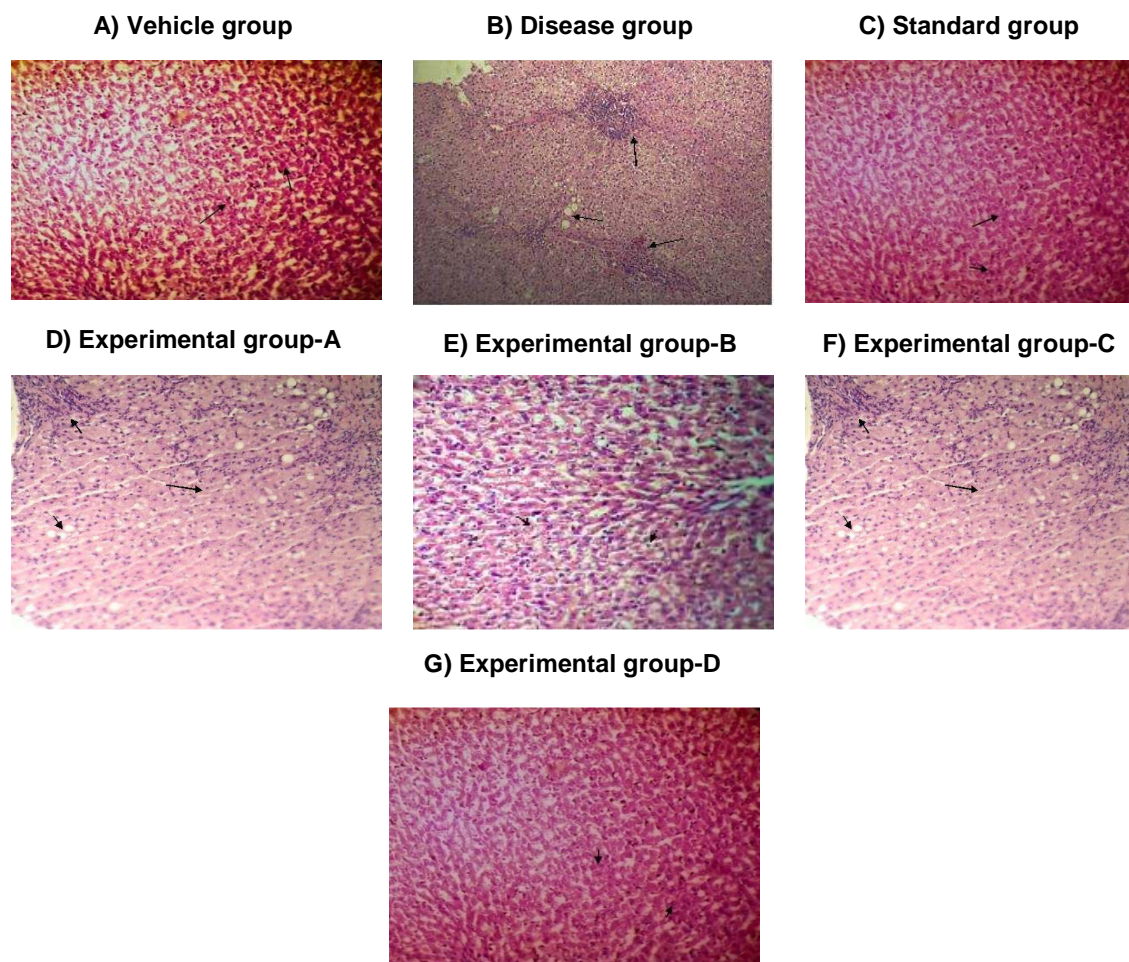 A) Vehicle group
B) Disease group
C) Standard group
D) Experimental group-A
E) Experimental group-B
F) Experimental group-C
G) Experimental group-D